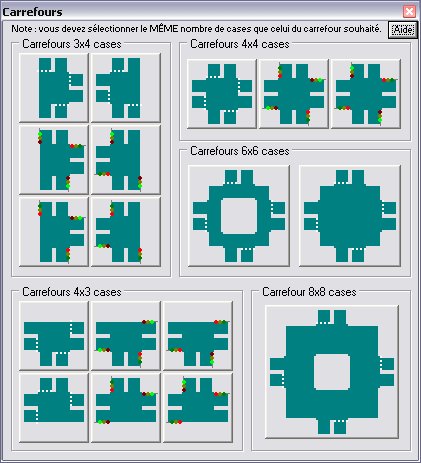 Carrefours
Note : vous devez sélectionner le MÊME nombre de cases que celui du carrefour souhaité.
Aide
Carrefours 3x4 cases
Carrefours 4x4 cases
Carrefours 6x6 cases
Carrefours 4x3 cases
Carrefour 8x8 cases